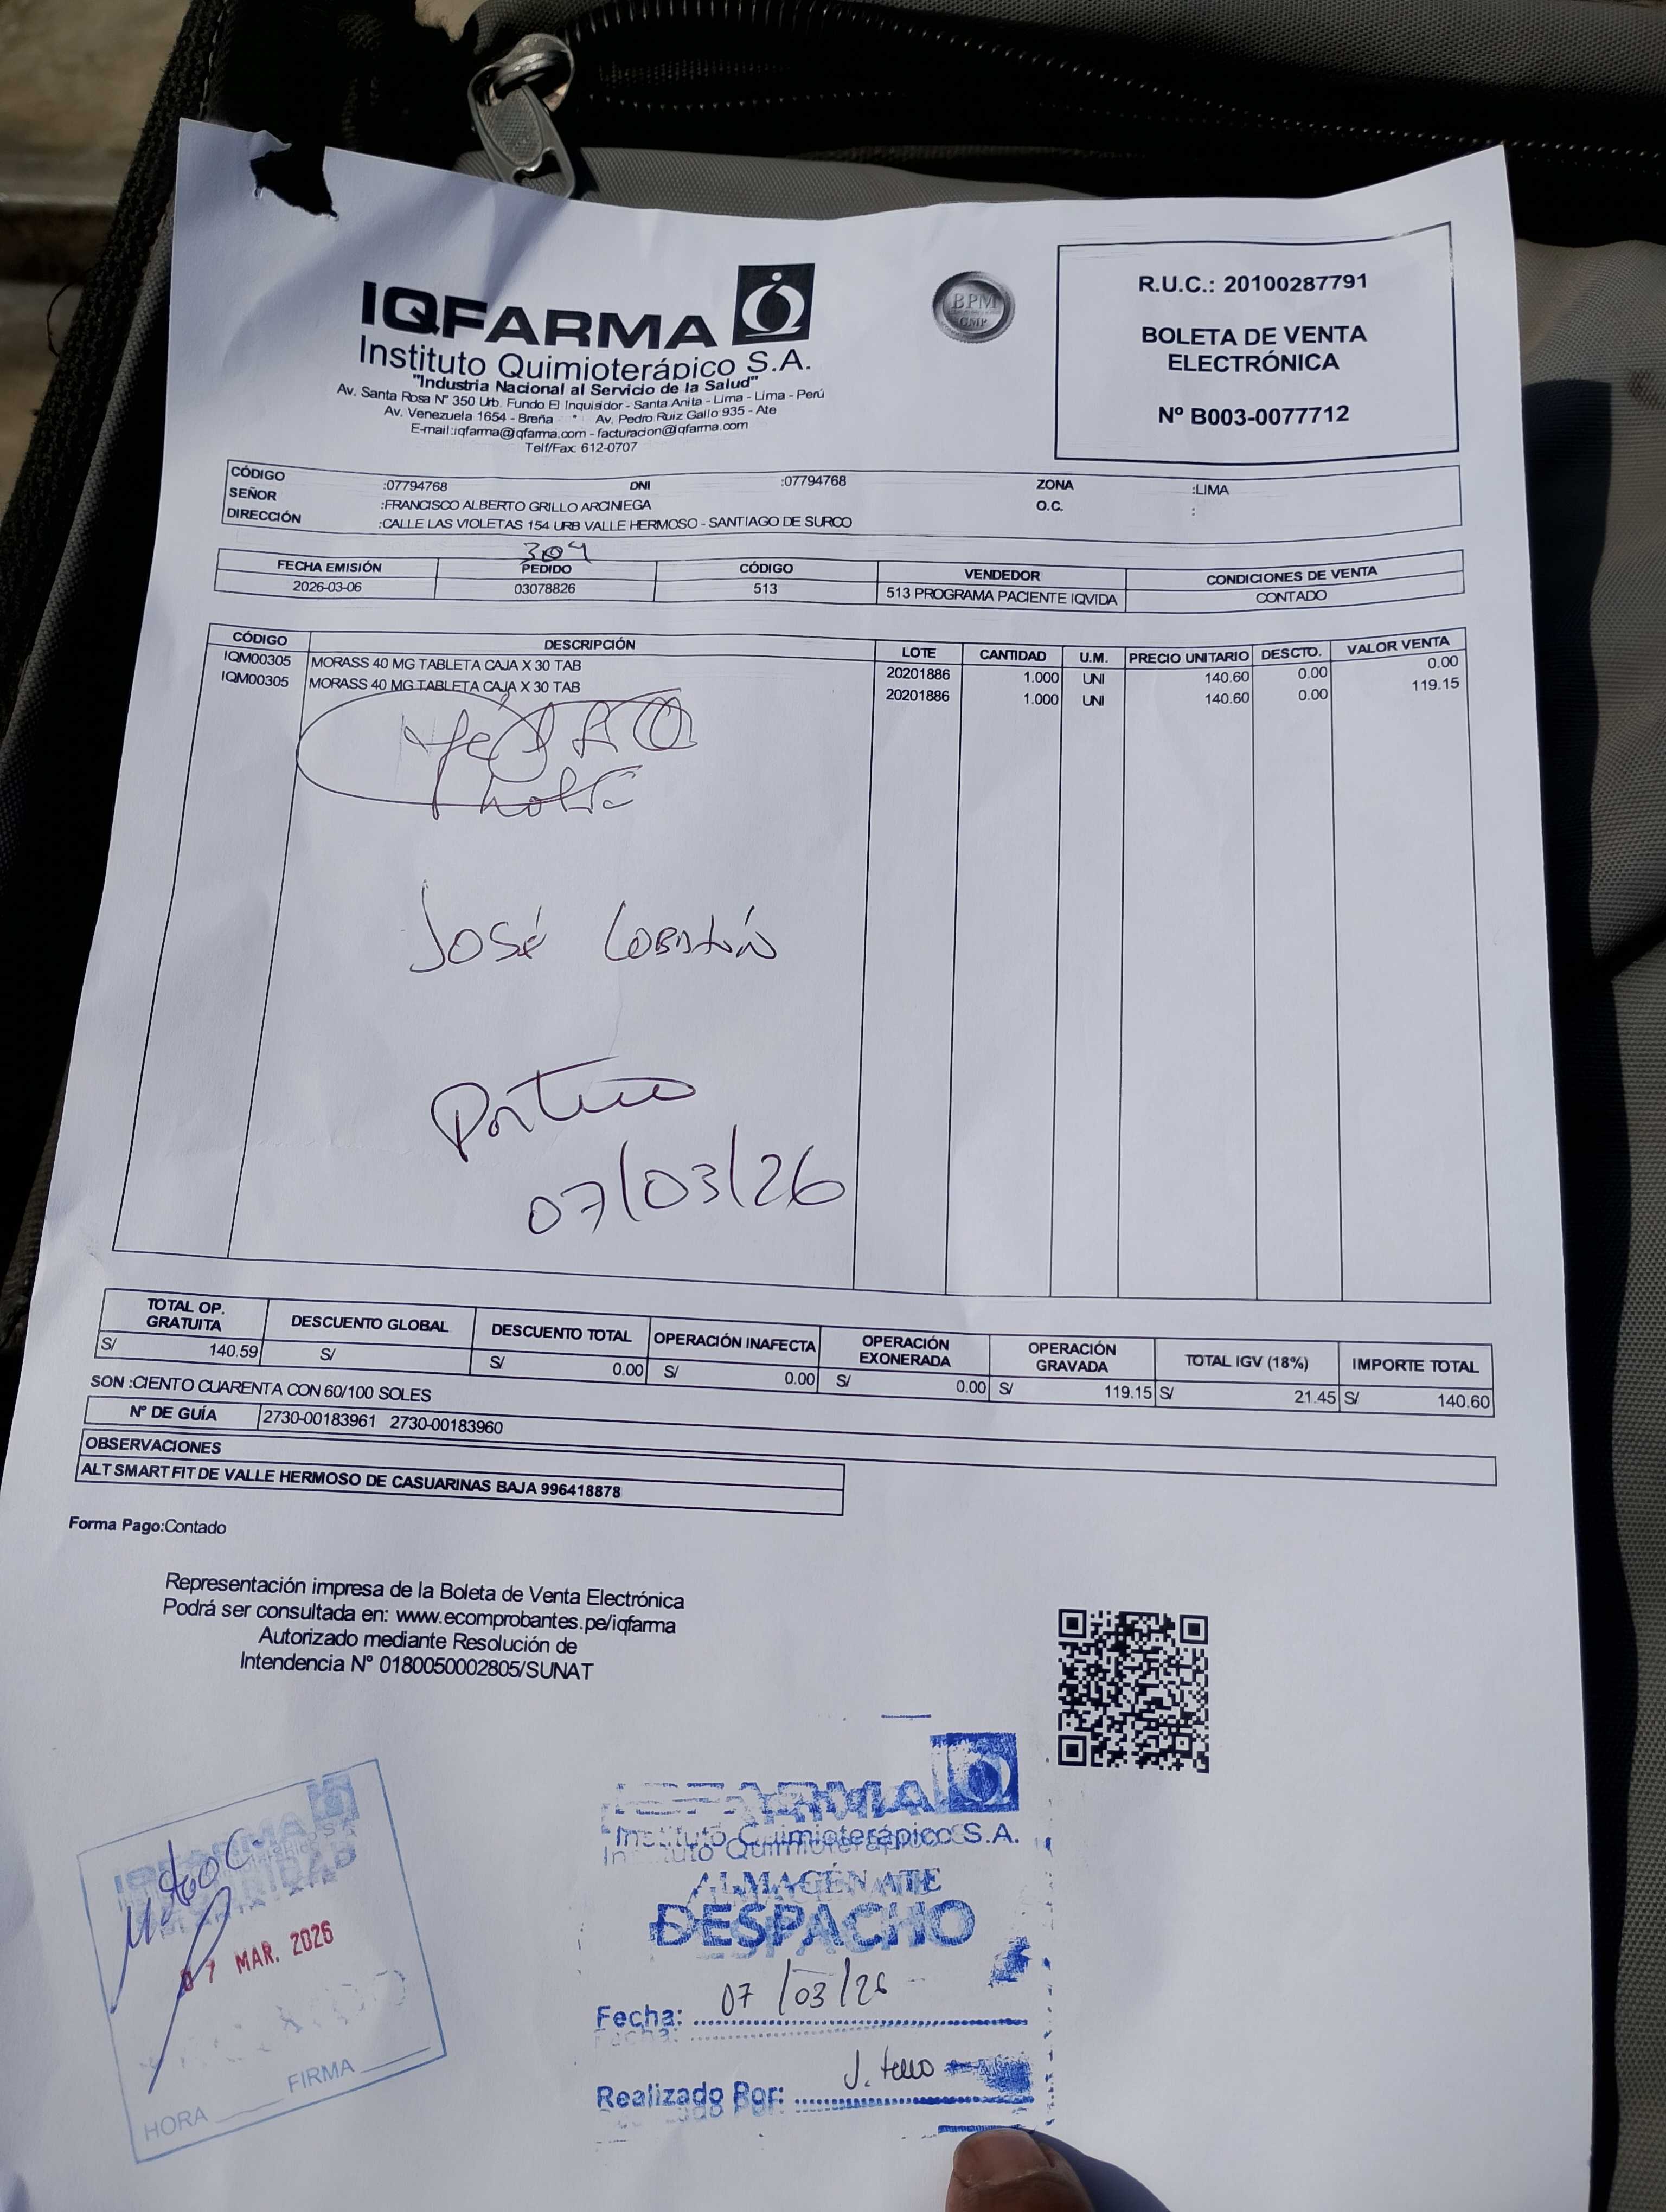 IQFARMA
Instituto Quimioterápico S.A.
"Industria Nacional al Servicio de la Salud"
Av. Santa Rosa Nº 350 Urb. Fundo El Inquisidor - Santa Anita - Lima - Lima - Perú
Av. Venezuela 1654 - Breña * Av. Pedro Ruiz Gallo 935 - Ate
E-mail:iqfarma@iqfarma.com - facturacion@iqfarma.com
Telf/Fax: 612-0707
BPM
GMP
R.U.C.: 20100287791
BOLETA DE VENTA
ELECTRÓNICA
Nº B003-0077712
CÓDIGO :07794768 DNI :07794768 ZONA :LIMA
SEÑOR :FRANCISCO ALBERTO GRILLO ARCINIEGA O.C. :
DIRECCIÓN :CALLE LAS VIOLETAS 154 URB VALLE HERMOSO - SANTIAGO DE SURCO
304
FECHA EMISIÓN PEDIDO CÓDIGO VENDEDOR CONDICIONES DE VENTA
2026-03-06 03078826 513 513 PROGRAMA PACIENTE IQVIDA CONTADO
CÓDIGO DESCRIPCIÓN LOTE CANTIDAD U.M. PRECIO UNITARIO DESCTO. VALOR VENTA
IQM00305 MORASS 40 MG TABLETA CAJA X 30 TAB 20201886 1.000 UNI 140.60 0.00 0.00
IQM00305 MORASS 40 MG TABLETA CAJA X 30 TAB 20201886 1.000 UNI 140.60 0.00 119.15
José
07/03/26
TOTAL OP. GRATUITA DESCUENTO GLOBAL DESCUENTO TOTAL OPERACIÓN INAFECTA OPERACIÓN EXONERADA OPERACIÓN GRAVADA TOTAL IGV (18%) IMPORTE TOTAL
S/ 140.59 S/ S/ 0.00 S/ 0.00 S/ 0.00 S/ 119.15 S/ 21.45 S/ 140.60
SON :CIENTO CUARENTA CON 60/100 SOLES
Nº DE GUÍA 2730-00183961 2730-00183960
OBSERVACIONES
ALT SMART FIT DE VALLE HERMOSO DE CASUARINAS BAJA 996418878
Forma Pago:Contado
Representación impresa de la Boleta de Venta Electrónica
Podrá ser consultada en: www.ecomprobantes.pe/iqfarma
Autorizado mediante Resolución de
Intendencia Nº 0180050002805/SUNAT
IQFARMA
07 MAR. 2026
HORA FIRMA
IQFARMA
Instituto Quimioterápico S.A.
ALMACÉN ATE
DESPACHO
Fecha: 07/03/26
Realizado Por: J. tello